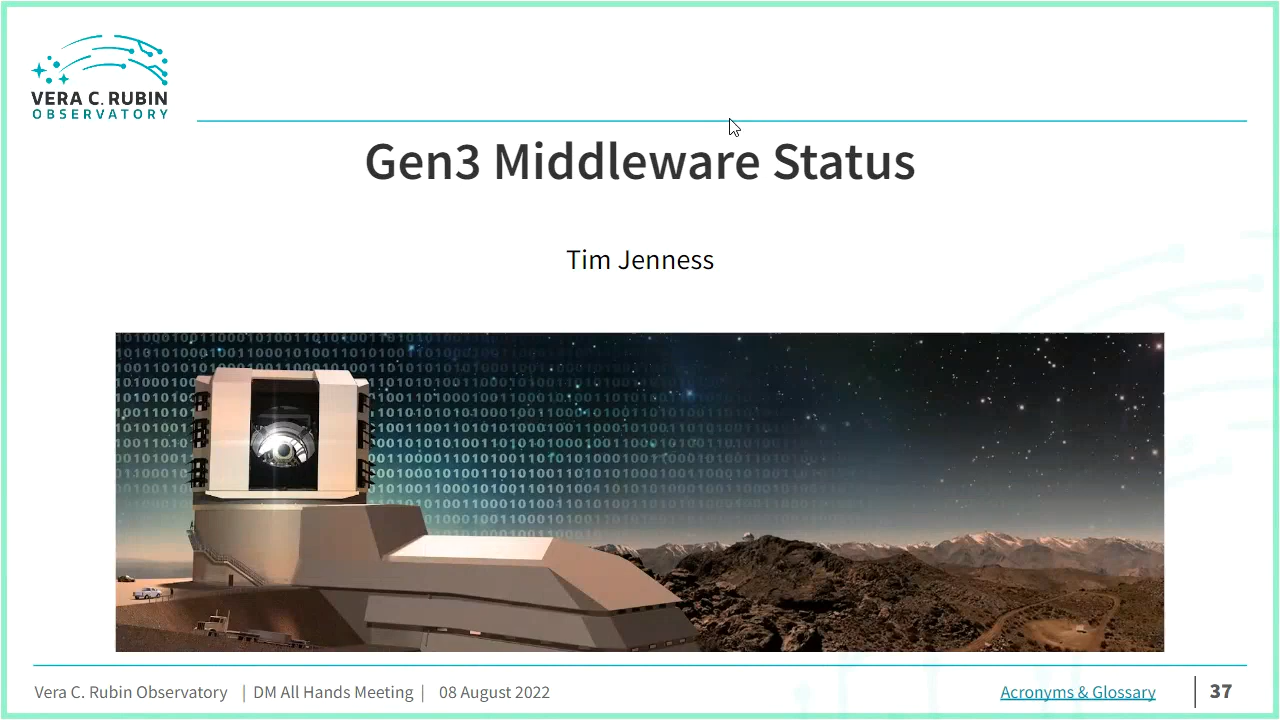 VERA C. RUBIN
OBSERVATORY
Gen3 Middleware Status
Tim Jenness
Vera C. Rubin Observatory | DM All Hands Meeting | 08 August 2022
Acronyms & Glossary
37